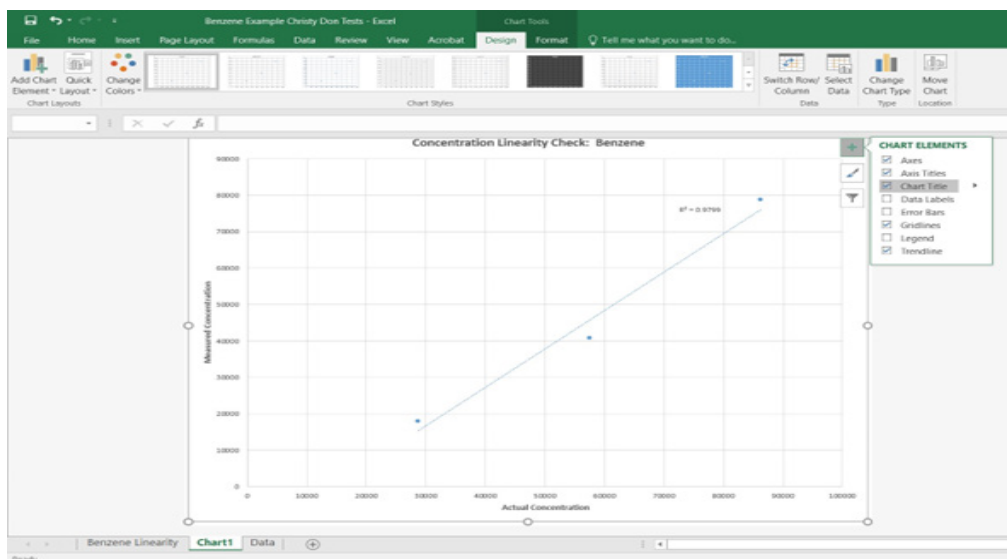 Benzene Example Christy Don Tests - Excel
Chart Tools
File Home Insert Page Layout Formulas Data Review View Acrobat Design Format Tell me what you want to do...
Add Chart Element Quick Layout
Change Colors
Switch Row/ Column Select Data
Change Chart Type
Move Chart
Chart Layouts Chart Styles Data Type Location
fx
Concentration Linearity Check: Benzene
90000
80000
70000
60000
50000
40000
30000
20000
10000
0
Measured Concentration
R² = 0.9799
0 10000 20000 30000 40000 50000 60000 70000 80000 90000 100000
Actual Concentration
CHART ELEMENTS
Axes
Axis Titles
Chart Title
Data Labels
Error Bars
Gridlines
Legend
Trendline
Benzene Linearity Chart1 Data